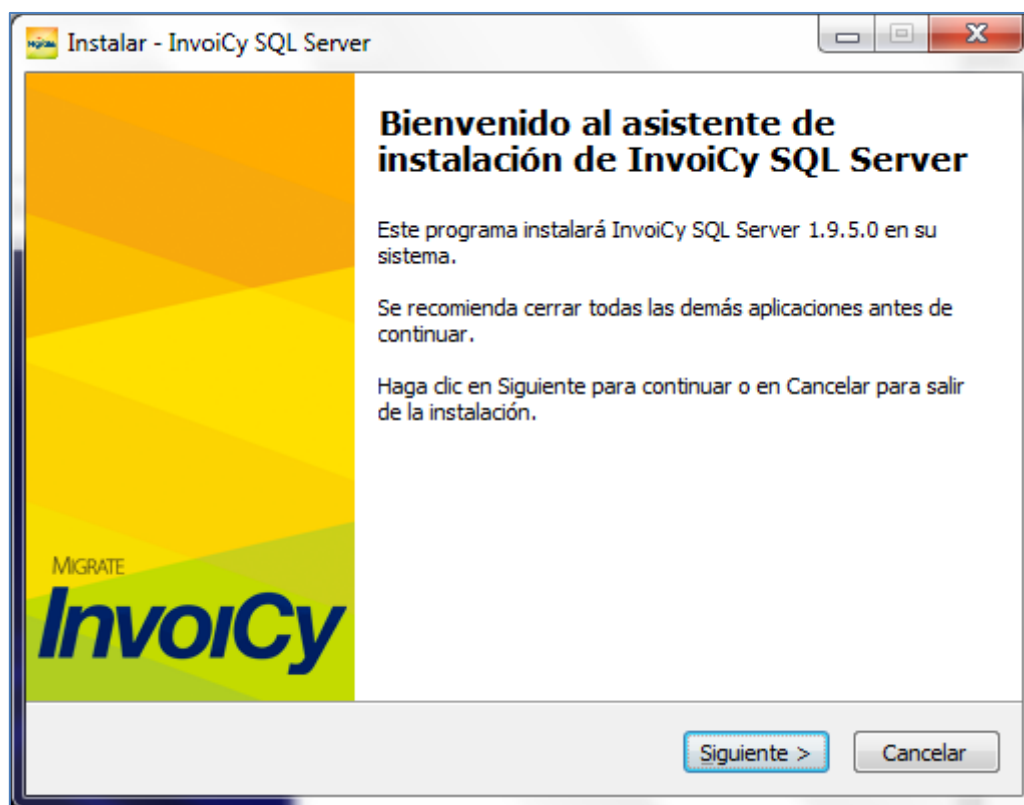 Instalar - InvoiCy SQL Server
Bienvenido al asistente de
instalación de InvoiCy SQL Server
Este programa instalará InvoiCy SQL Server 1.9.5.0 en su
sistema.
Se recomienda cerrar todas las demás aplicaciones antes de
continuar.
Haga clic en Siguiente para continuar o en Cancelar para salir
de la instalación.
MIGRATE
InvoiCy
Siguiente >
Cancelar